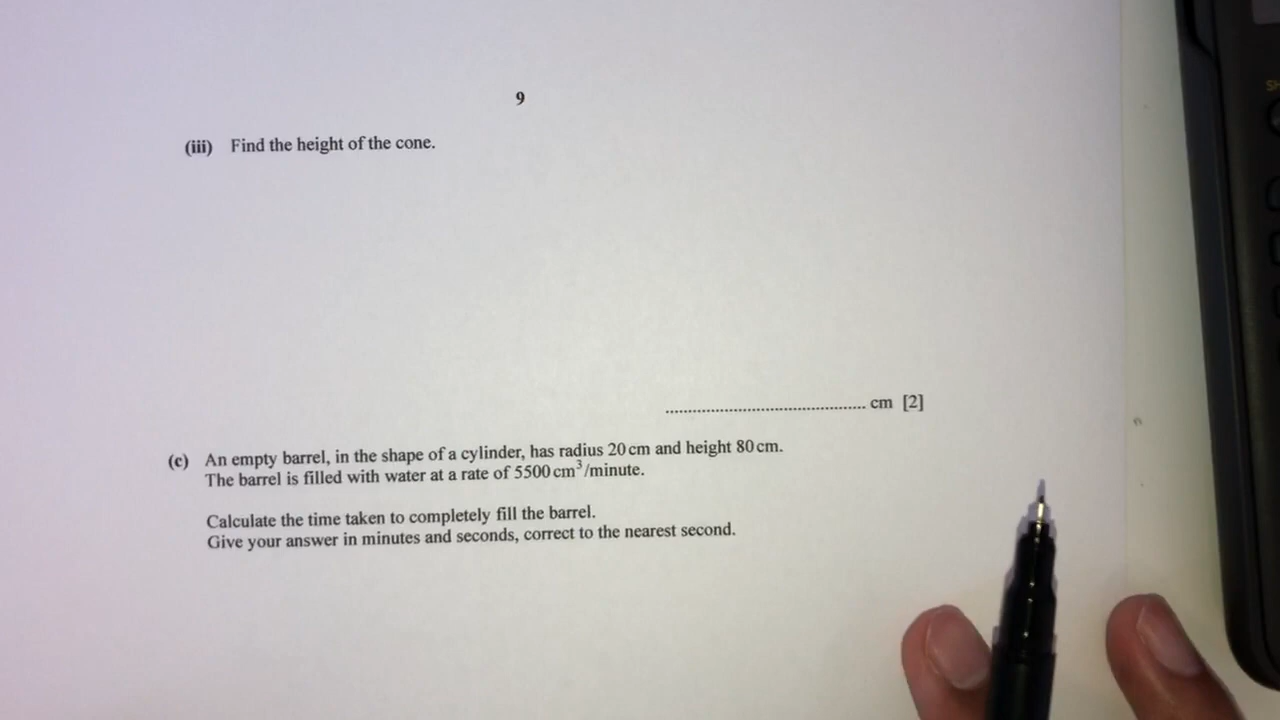 9
(iii) Find the height of the cone.
............................................. cm [2]
(c) An empty barrel, in the shape of a cylinder, has radius 20 cm and height 80 cm.
The barrel is filled with water at a rate of 5500 cm³/minute.
Calculate the time taken to completely fill the barrel.
Give your answer in minutes and seconds, correct to the nearest second.